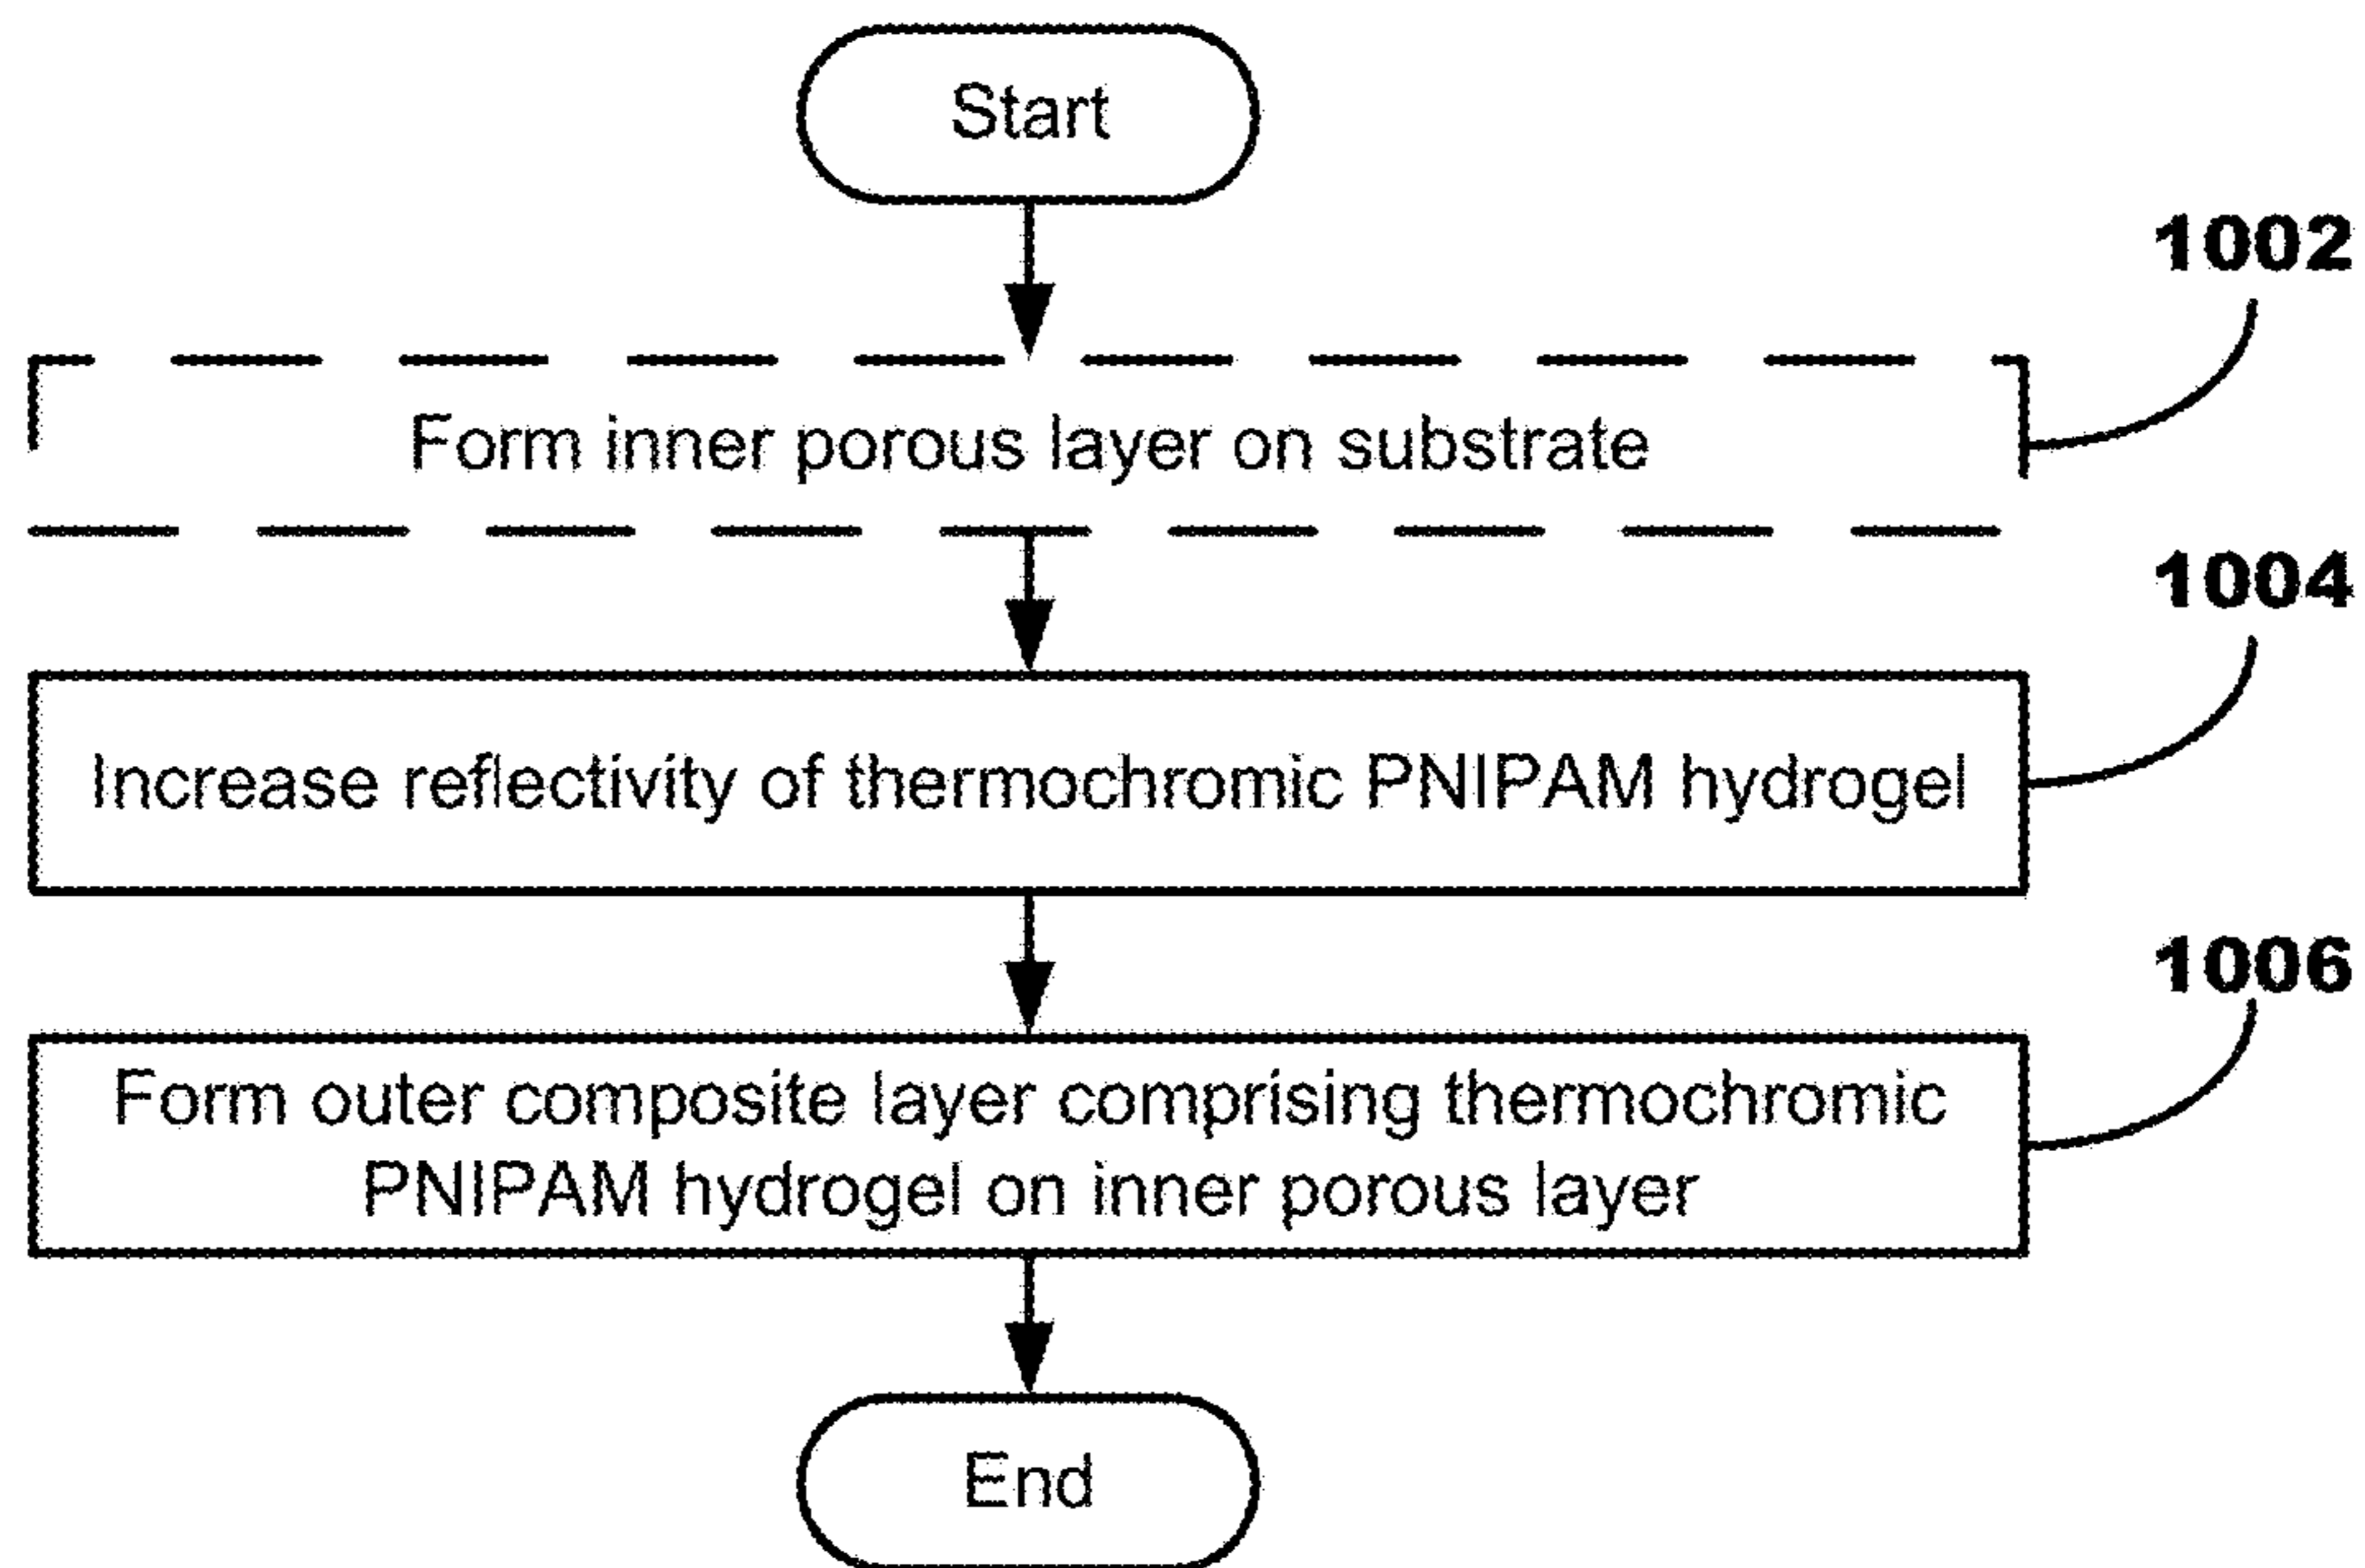 Start
1002
Form inner porous layer on substrate
1004
Increase reflectivity of thermochromic PNIPAM hydrogel
1006
Form outer composite layer comprising thermochromic
PNIPAM hydrogel on inner porous layer
End